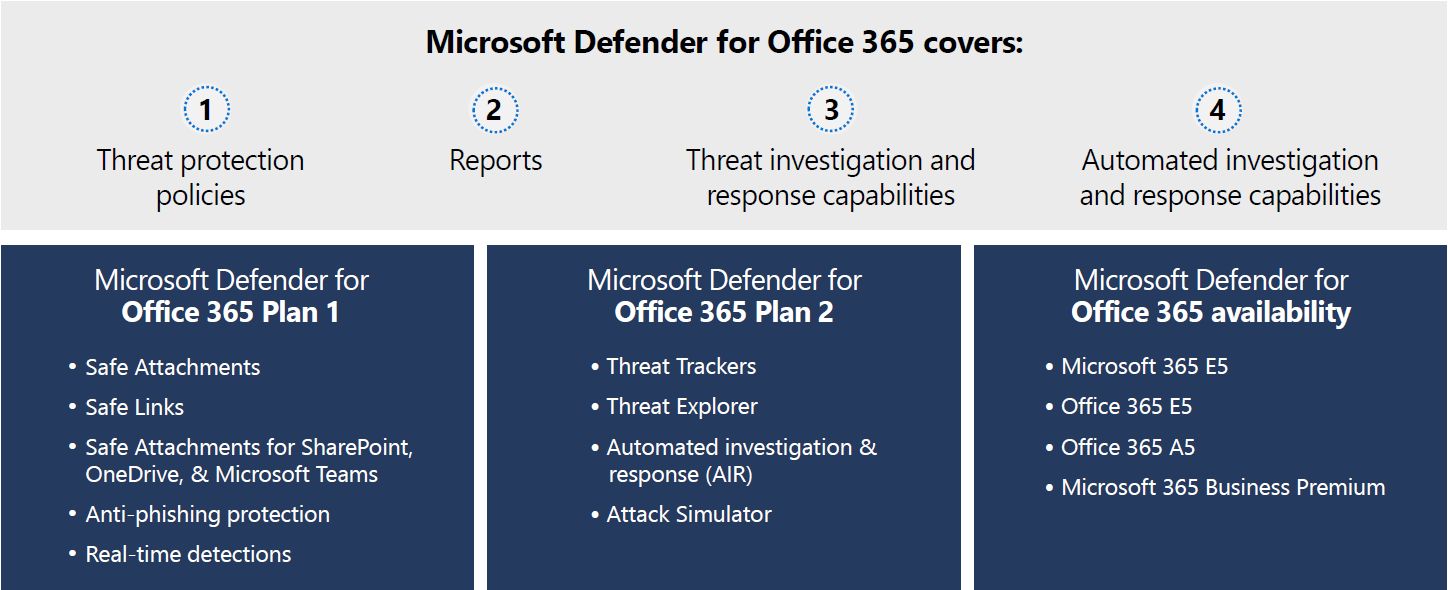 Microsoft Defender for Office 365 covers:
1
Threat protection
policies
2
Reports
3
Threat investigation and
response capabilities
4
Automated investigation
and response capabilities
Microsoft Defender for
Office 365 Plan 1
• Safe Attachments
• Safe Links
• Safe Attachments for SharePoint,
OneDrive, & Microsoft Teams
• Anti-phishing protection
• Real-time detections
Microsoft Defender for
Office 365 Plan 2
• Threat Trackers
• Threat Explorer
• Automated investigation &
response (AIR)
• Attack Simulator
Microsoft Defender for
Office 365 availability
• Microsoft 365 E5
• Office 365 E5
• Office 365 A5
• Microsoft 365 Business Premium